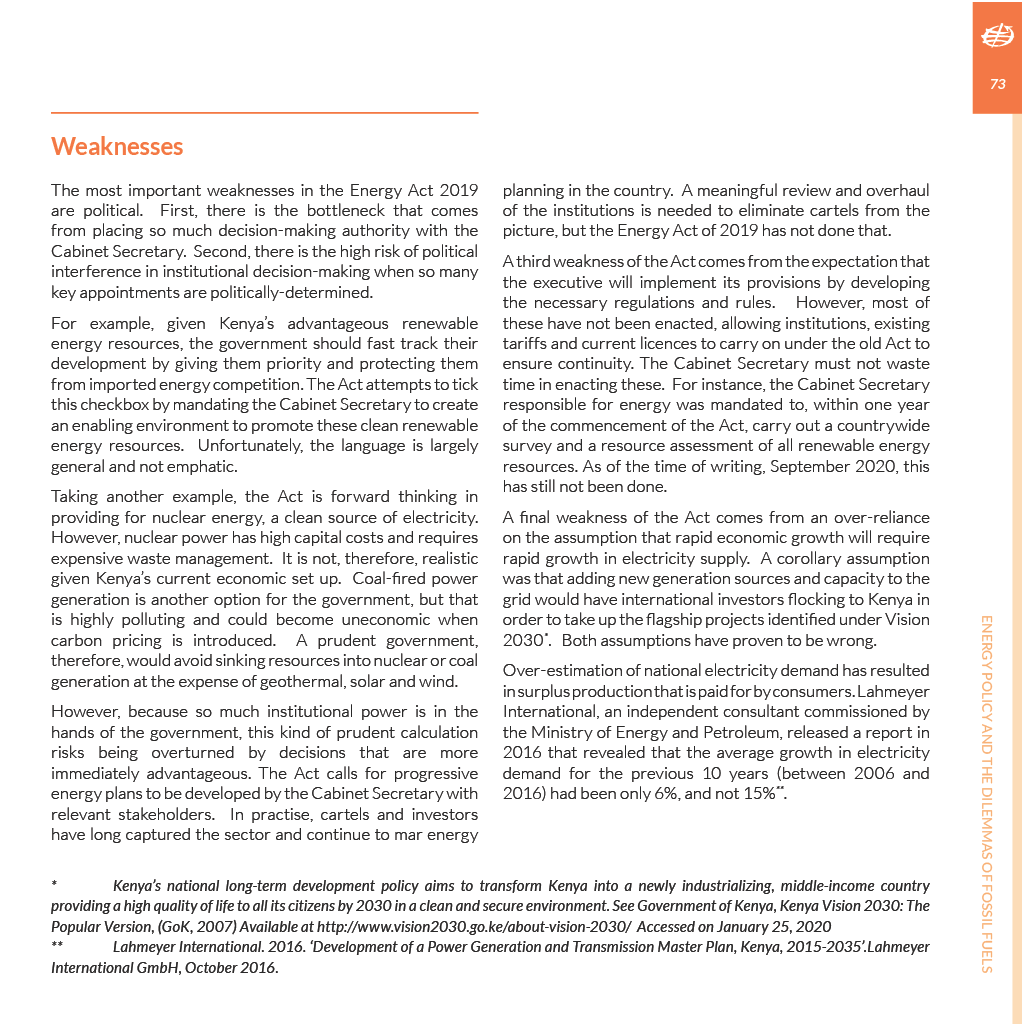 73
Weaknesses
The most important weaknesses in the Energy Act 2019
are political. First, there is the bottleneck that comes
from placing so much decision-making authority with the
Cabinet Secretary. Second, there is the high risk of political
interference in institutional decision-making when so many
key appointments are politically-determined.
For example, given Kenya's advantageous renewable
energy resources, the government should fast track their
development by giving them priority and protecting them
from imported energy competition. The Act attempts to tick
this checkbox by mandating the Cabinet Secretary to create
an enabling environment to promote these clean renewable
energy resources. Unfortunately, the language is largely
general and not emphatic.
Taking another example, the Act is forward thinking in
providing for nuclear energy, a clean source of electricity.
However, nuclear power has high capital costs and requires
expensive waste management. It is not, therefore, realistic
given Kenya's current economic set up. Coal-fired power
generation is another option for the government, but that
is highly polluting and could become uneconomic when
carbon pricing is introduced. A prudent government,
therefore, would avoid sinking resources into nuclear or coal
generation at the expense of geothermal, solar and wind.
However, because so much institutional power is in the
hands of the government, this kind of prudent calculation
risks being overturned by decisions that are more
immediately advantageous. The Act calls for progressive
energy plans to be developed by the Cabinet Secretary with
relevant stakeholders. In practise, cartels and investors
have long captured the sector and continue to mar energy
planning in the country. A meaningful review and overhaul
of the institutions is needed to eliminate cartels from the
picture, but the Energy Act of 2019 has not done that.
A third weakness of the Act comes from the expectation that
the executive will implement its provisions by developing
the necessary regulations and rules. However, most of
these have not been enacted, allowing institutions, existing
tariffs and current licences to carry on under the old Act to
ensure continuity. The Cabinet Secretary must not waste
time in enacting these. For instance, the Cabinet Secretary
responsible for energy was mandated to, within one year
of the commencement of the Act, carry out a countrywide
survey and a resource assessment of all renewable energy
resources. As of the time of writing, September 2020, this
has still not been done.
A final weakness of the Act comes from an over-reliance
on the assumption that rapid economic growth will require
rapid growth in electricity supply. A corollary assumption
was that adding new generation sources and capacity to the
grid would have international investors flocking to Kenya in
order to take up the flagship projects identified under Vision
2030*. Both assumptions have proven to be wrong.
Over-estimation of national electricity demand has resulted
in surplus production that is paid for by consumers. Lahmeyer
International, an independent consultant commissioned by
the Ministry of Energy and Petroleum, released a report in
2016 that revealed that the average growth in electricity
demand for the previous 10 years (between 2006 and
2016) had been only 6%, and not 15%**.
* Kenya's national long-term development policy aims to transform Kenya into a newly industrializing, middle-income country
providing a high quality of life to all its citizens by 2030 in a clean and secure environment. See Government of Kenya, Kenya Vision 2030: The
Popular Version, (GoK, 2007) Available at http://www.vision2030.go.ke/about-vision-2030/ Accessed on January 25, 2020
** Lahmeyer International. 2016. 'Development of a Power Generation and Transmission Master Plan, Kenya, 2015-2035'.Lahmeyer
International GmbH, October 2016.
ENERGY POLICY AND THE DILEMMAS OF FOSSIL FUELS